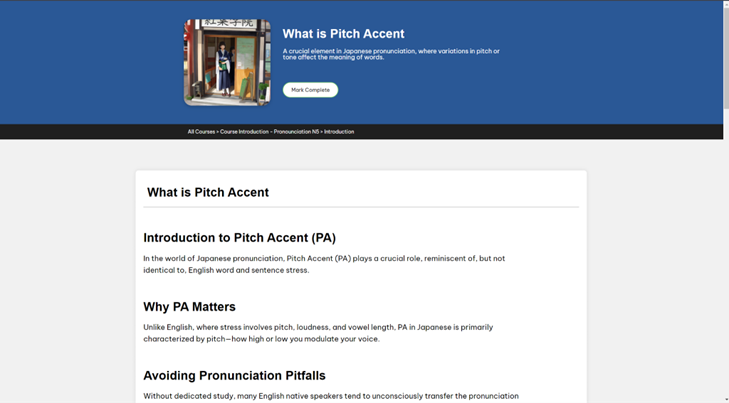 紅葉学院
What is Pitch Accent
A crucial element in Japanese pronunciation, where variations in pitch or
tone affect the meaning of words.
Mark Complete
All Courses > Course Introduction - Pronounciation N5 > Introduction
What is Pitch Accent
Introduction to Pitch Accent (PA)
In the world of Japanese pronunciation, Pitch Accent (PA) plays a crucial role, reminiscent of, but not
identical to, English word and sentence stress.
Why PA Matters
Unlike English, where stress involves pitch, loudness, and vowel length, PA in Japanese is primarily
characterized by pitch—how high or low you modulate your voice.
Avoiding Pronunciation Pitfalls
Without dedicated study, many English native speakers tend to unconsciously transfer the pronunciation